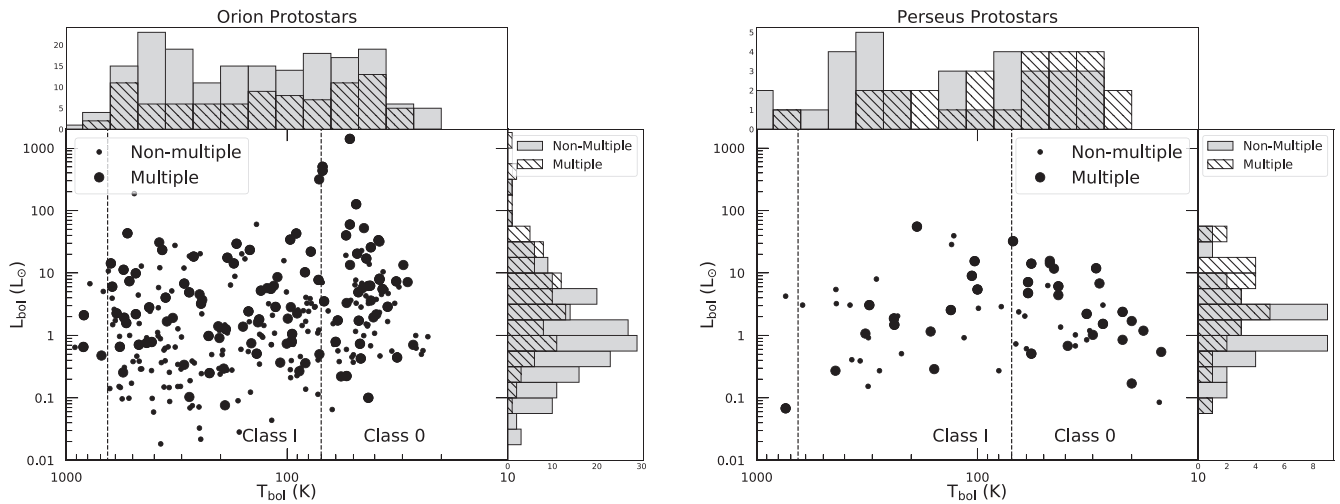 Orion Protostars
20
15
10
5
0
Non-multiple
Multiple
1000
100
10
1
0.1
0.01
L_bol (L_⊙)
Class I
Class 0
1000
100
10
T_bol (K)
Non-Multiple
Multiple
0
10
20
30
Perseus Protostars
5
4
3
2
1
0
Non-multiple
Multiple
1000
100
10
1
0.1
0.01
L_bol (L_⊙)
Class I
Class 0
1000
100
10
T_bol (K)
Non-Multiple
Multiple
0
2
4
6
8